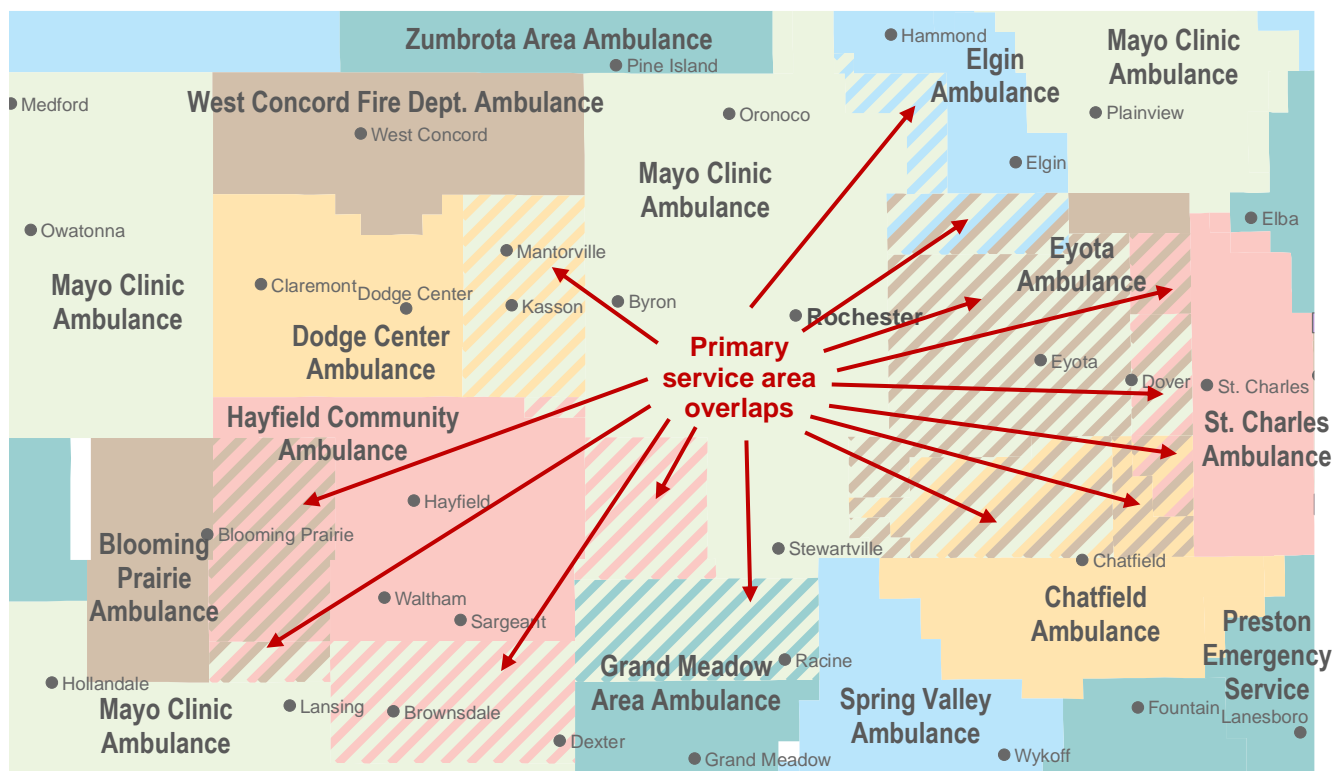 Zumbrota Area Ambulance
Pine Island
Hammond
Elgin
Ambulance
Mayo Clinic
Ambulance
Medford
West Concord Fire Dept. Ambulance
West Concord
Oronoco
Plainview
Elgin
Mayo Clinic
Ambulance
Owatonna
Mantorville
Elba
Mayo Clinic
Ambulance
Claremont
Dodge Center
Kasson
Byron
Rochester
Eyota
Ambulance
Dodge Center
Ambulance
Primary
service area
overlaps
Eyota
Dover
St. Charles
St. Charles
Ambulance
Hayfield Community
Ambulance
Hayfield
Blooming Prairie
Blooming
Prairie
Ambulance
Stewartville
Chatfield
Waltham
Sargeant
Chatfield
Ambulance
Preston
Emergency
Service
Lanesboro
Racine
Grand Meadow
Area Ambulance
Hollandale
Mayo Clinic
Ambulance
Lansing
Brownsdale
Dexter
Grand Meadow
Spring Valley
Ambulance
Fountain
Wykoff